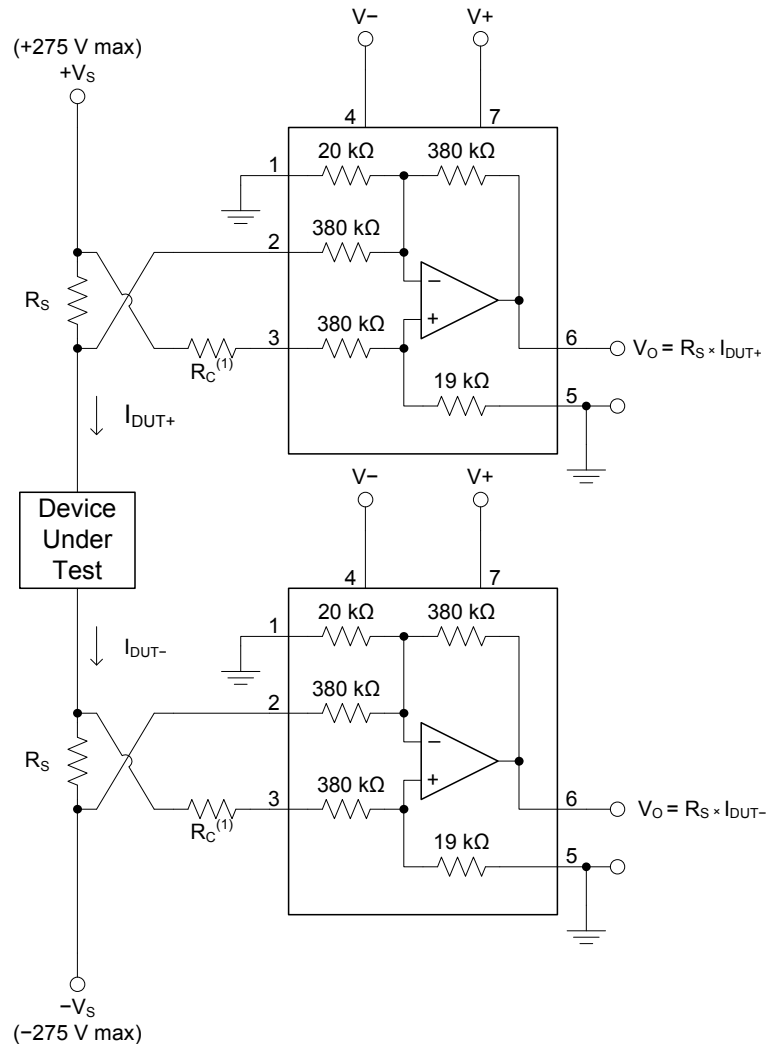 V− V+
(+275 V max)
+VS
4 7
20 kΩ 380 kΩ
1
380 kΩ
2
−
RS
+
380 kΩ
3
6
RC(1)
VO = RS × IDUT+
19 kΩ
5
IDUT+
V− V+
Device
Under
Test
4 7
20 kΩ 380 kΩ
1
IDUT−
380 kΩ
2
−
RS
+
380 kΩ
3
6
RC(1)
VO = RS × IDUT−
19 kΩ
5
−VS
(−275 V max)